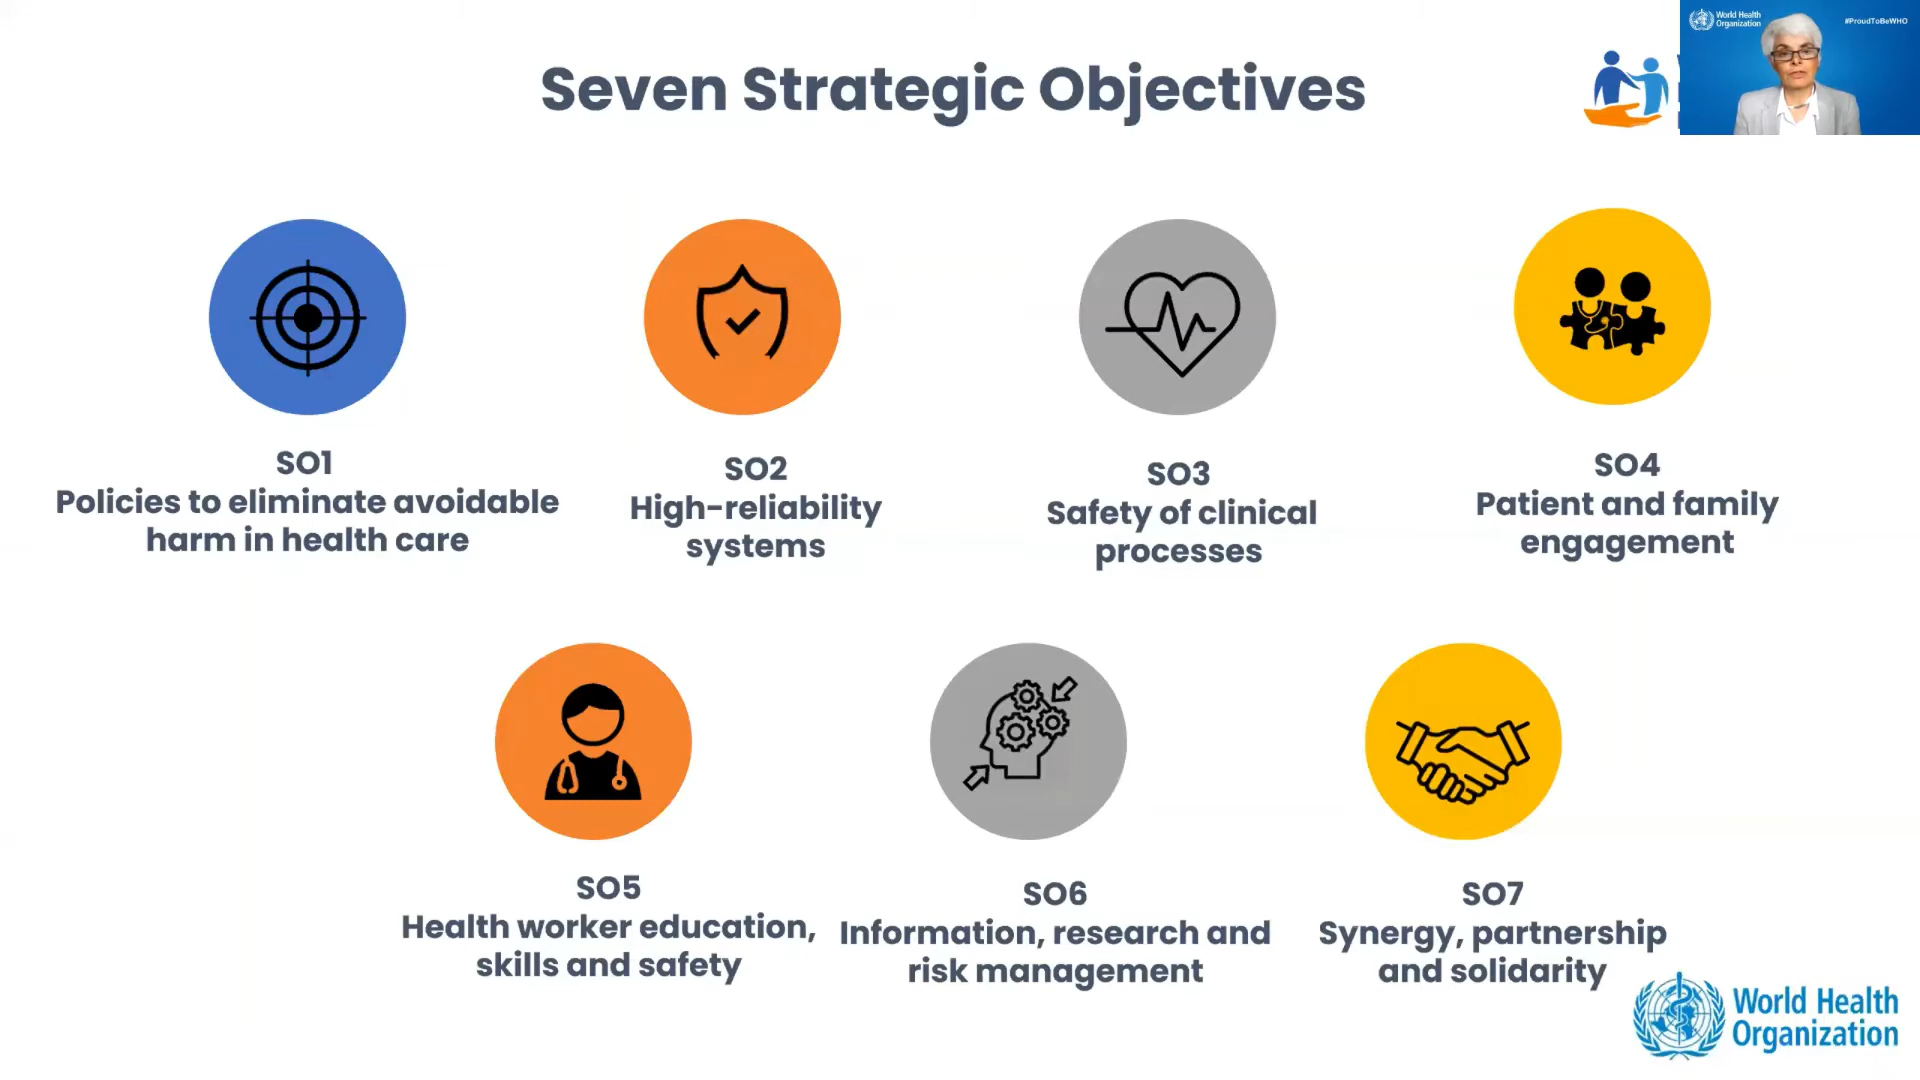 World Health
Organization
#ProudToBeWHO
Seven Strategic Objectives
SO1
Policies to eliminate avoidable
harm in health care
SO2
High-reliability
systems
SO3
Safety of clinical
processes
SO4
Patient and family
engagement
SO5
Health worker education,
skills and safety
SO6
Information, research and
risk management
SO7
Synergy, partnership
and solidarity
World Health
Organization